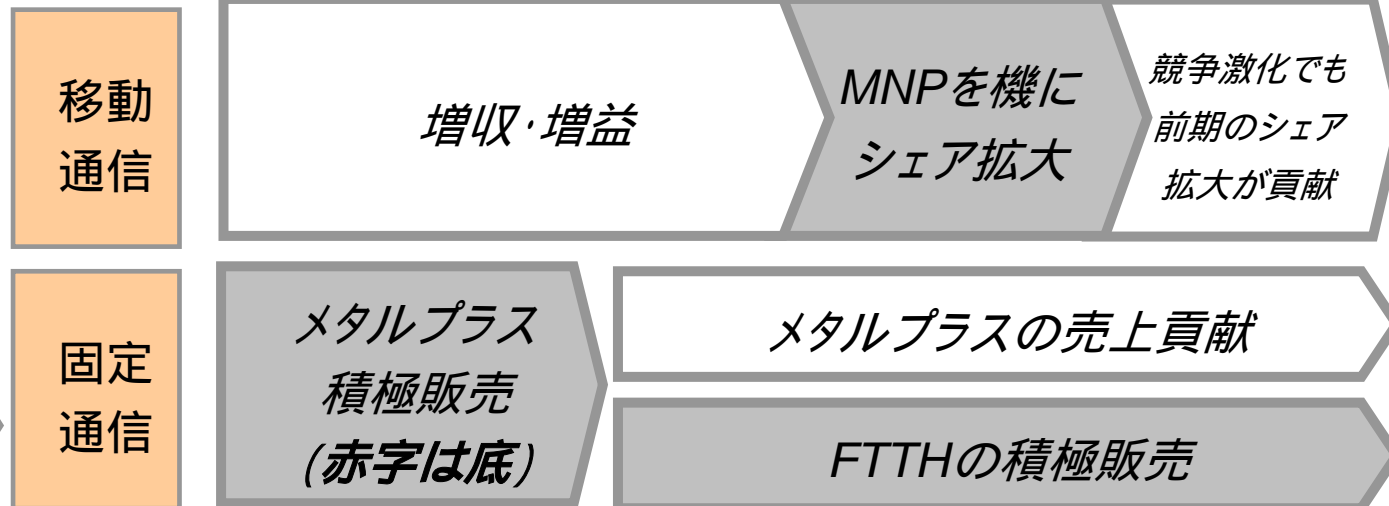 移動
通信
増収・増益
MNPを機に
シェア拡大
競争激化でも
前期のシェア
拡大が貢献
固定
通信
メタルプラス
積極販売
(赤字は底)
メタルプラスの売上貢献
FTTHの積極販売